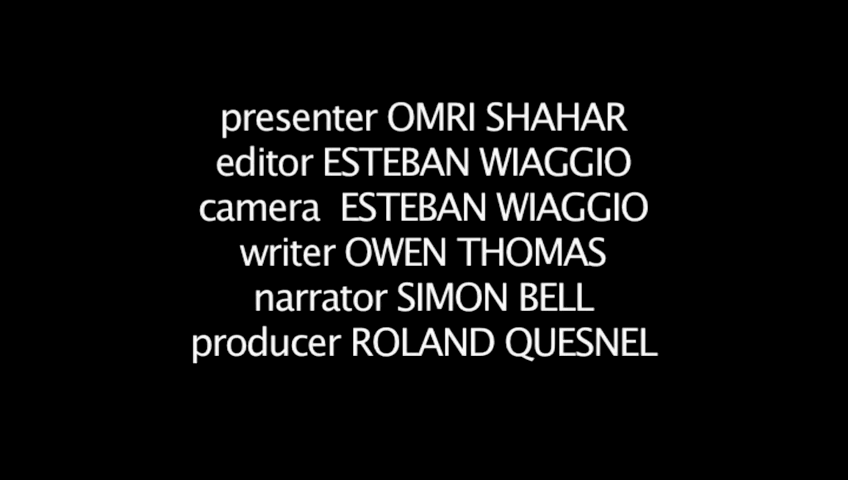 presenter OMRI SHAHAR
editor ESTEBAN WIAGGIO
camera  ESTEBAN WIAGGIO
writer OWEN THOMAS
narrator SIMON BELL
producer ROLAND QUESNEL